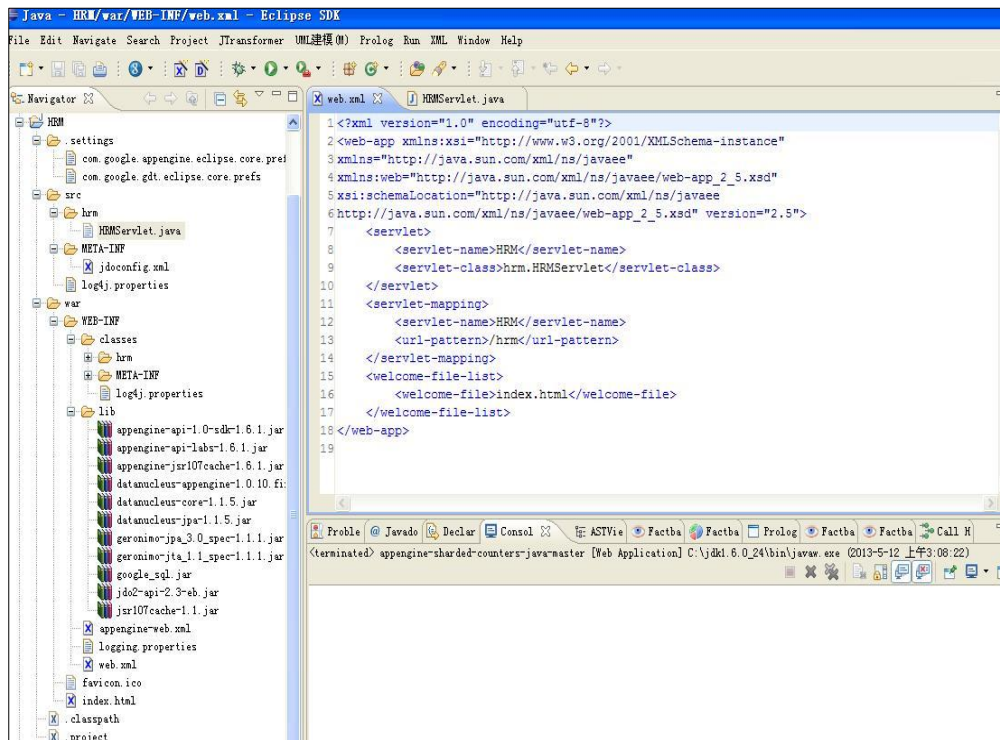 Java - HRM/war/WEB-INF/web.xml - Eclipse SDK
File Edit Navigate Search Project JTransformer UML建模(M) Prolog Run XML Window Help
Navigator
HRM
.settings
com.google.appengine.eclipse.core.pref
com.google.gdt.eclipse.core.prefs
src
hrm
HRMServlet.java
META-INF
jdoconfig.xml
log4j.properties
war
WEB-INF
classes
hrm
META-INF
log4j.properties
lib
appengine-api-1.0-sdk-1.6.1.jar
appengine-api-labs-1.6.1.jar
appengine-jsr107cache-1.6.1.jar
datanucleus-appengine-1.0.10.fi
datanucleus-core-1.1.5.jar
datanucleus-jpa-1.1.5.jar
geronimo-jpa_3.0_spec-1.1.1.jar
geronimo-jta_1.1_spec-1.1.1.jar
google_sql.jar
jdo2-api-2.3-eb.jar
jsr107cache-1.1.jar
appengine-web.xml
logging.properties
web.xml
favicon.ico
index.html
.classpath
.project
web.xml HRMServlet.java
1 <?xml version="1.0" encoding="utf-8"?>
2 <web-app xmlns:xsi="http://www.w3.org/2001/XMLSchema-instance"
3 xmlns="http://java.sun.com/xml/ns/javaee"
4 xmlns:web="http://java.sun.com/xml/ns/javaee/web-app_2_5.xsd"
5 xsi:schemaLocation="http://java.sun.com/xml/ns/javaee
6 http://java.sun.com/xml/ns/javaee/web-app_2_5.xsd" version="2.5">
7 <servlet>
8 <servlet-name>HRM</servlet-name>
9 <servlet-class>hrm.HRMServlet</servlet-class>
10 </servlet>
11 <servlet-mapping>
12 <servlet-name>HRM</servlet-name>
13 <url-pattern>/hrm</url-pattern>
14 </servlet-mapping>
15 <welcome-file-list>
16 <welcome-file>index.html</welcome-file>
17 </welcome-file-list>
18 </web-app>
19
Proble @ Javado Declar Consol ASTVie Factba Factba Prolog Factba Factba Call H
<terminated> appengine-sharded-counters-java-master [Web Application] C:\jdk1.6.0_24\bin\javaw.exe (2013-5-12 上午3:08:22)